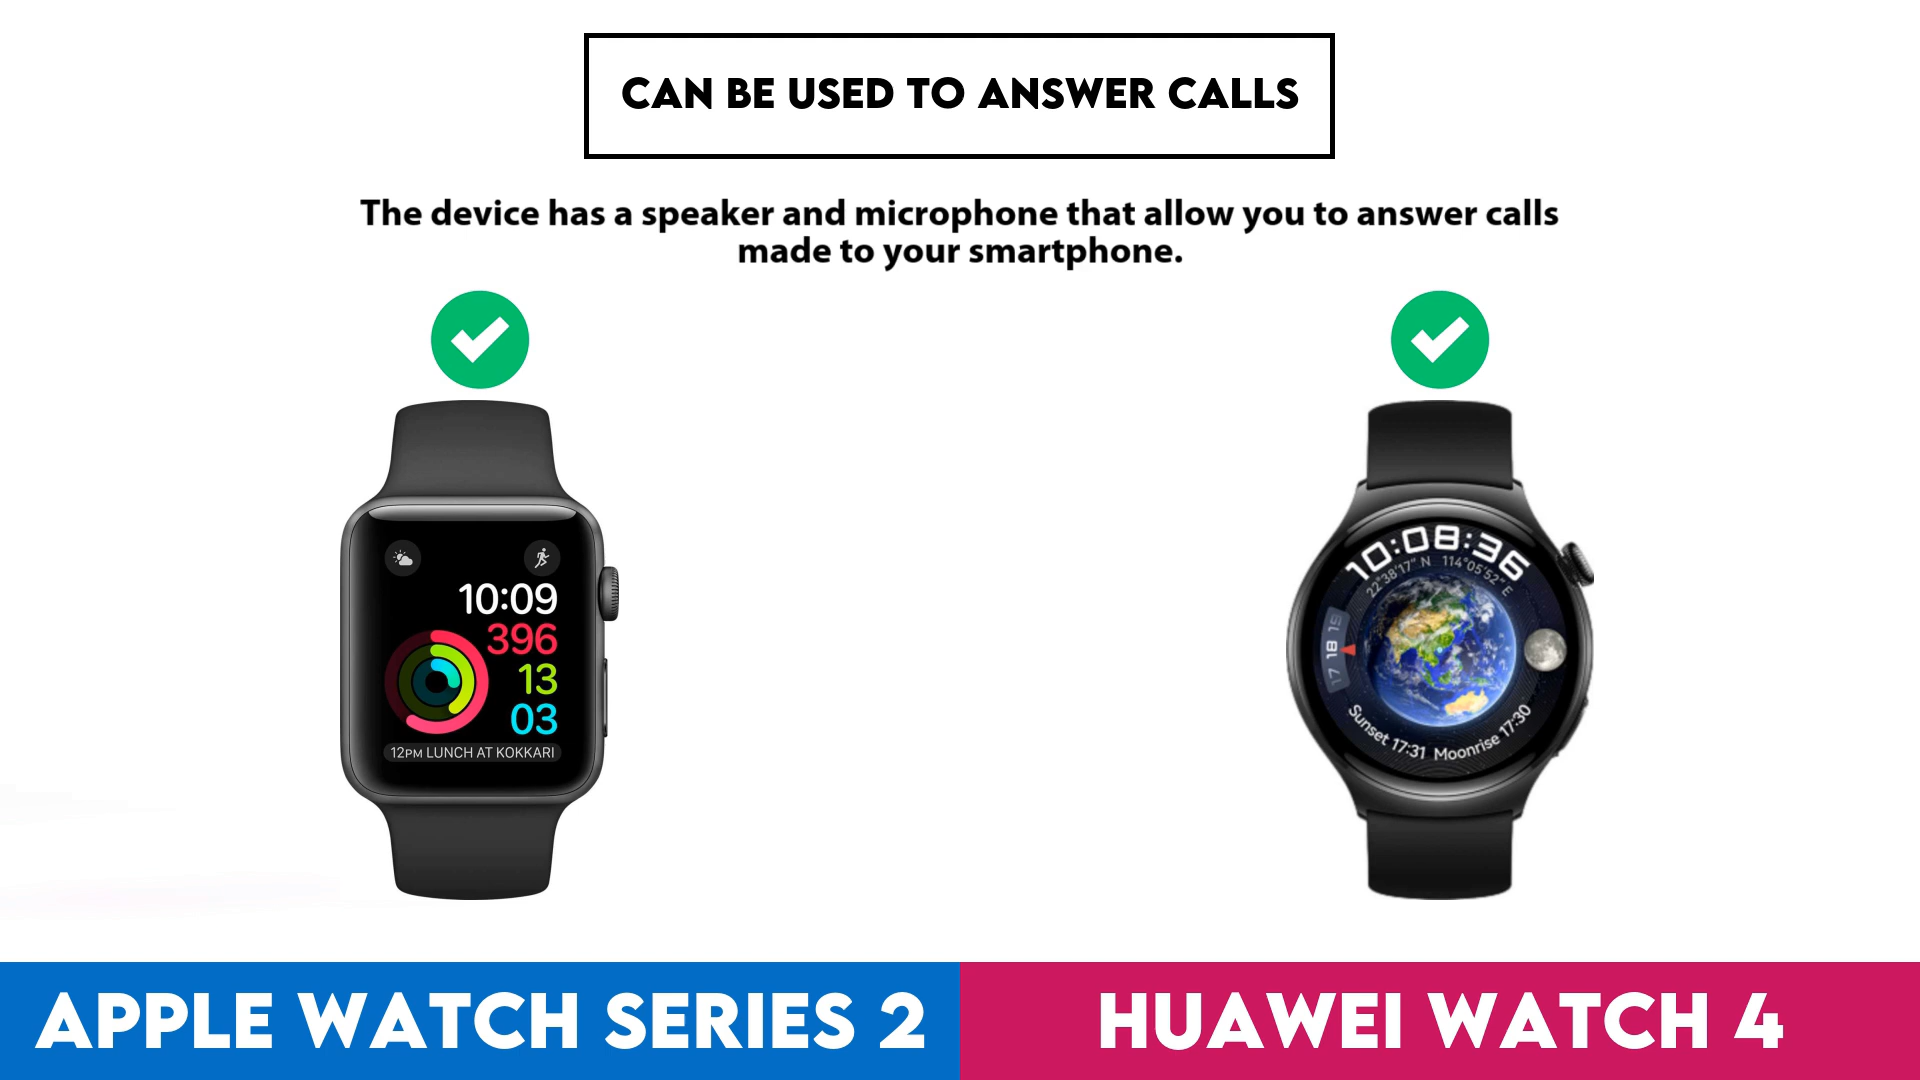 CAN BE USED TO ANSWER CALLS
The device has a speaker and microphone that allow you to answer calls
made to your smartphone.
10:09
396
13
03
12PM LUNCH AT KOKKARI
10:08:36
22°38'17" N 114°05'52" E
17 18 19
Sunset 17:31 Moonrise 17:30
APPLE WATCH SERIES 2
HUAWEI WATCH 4